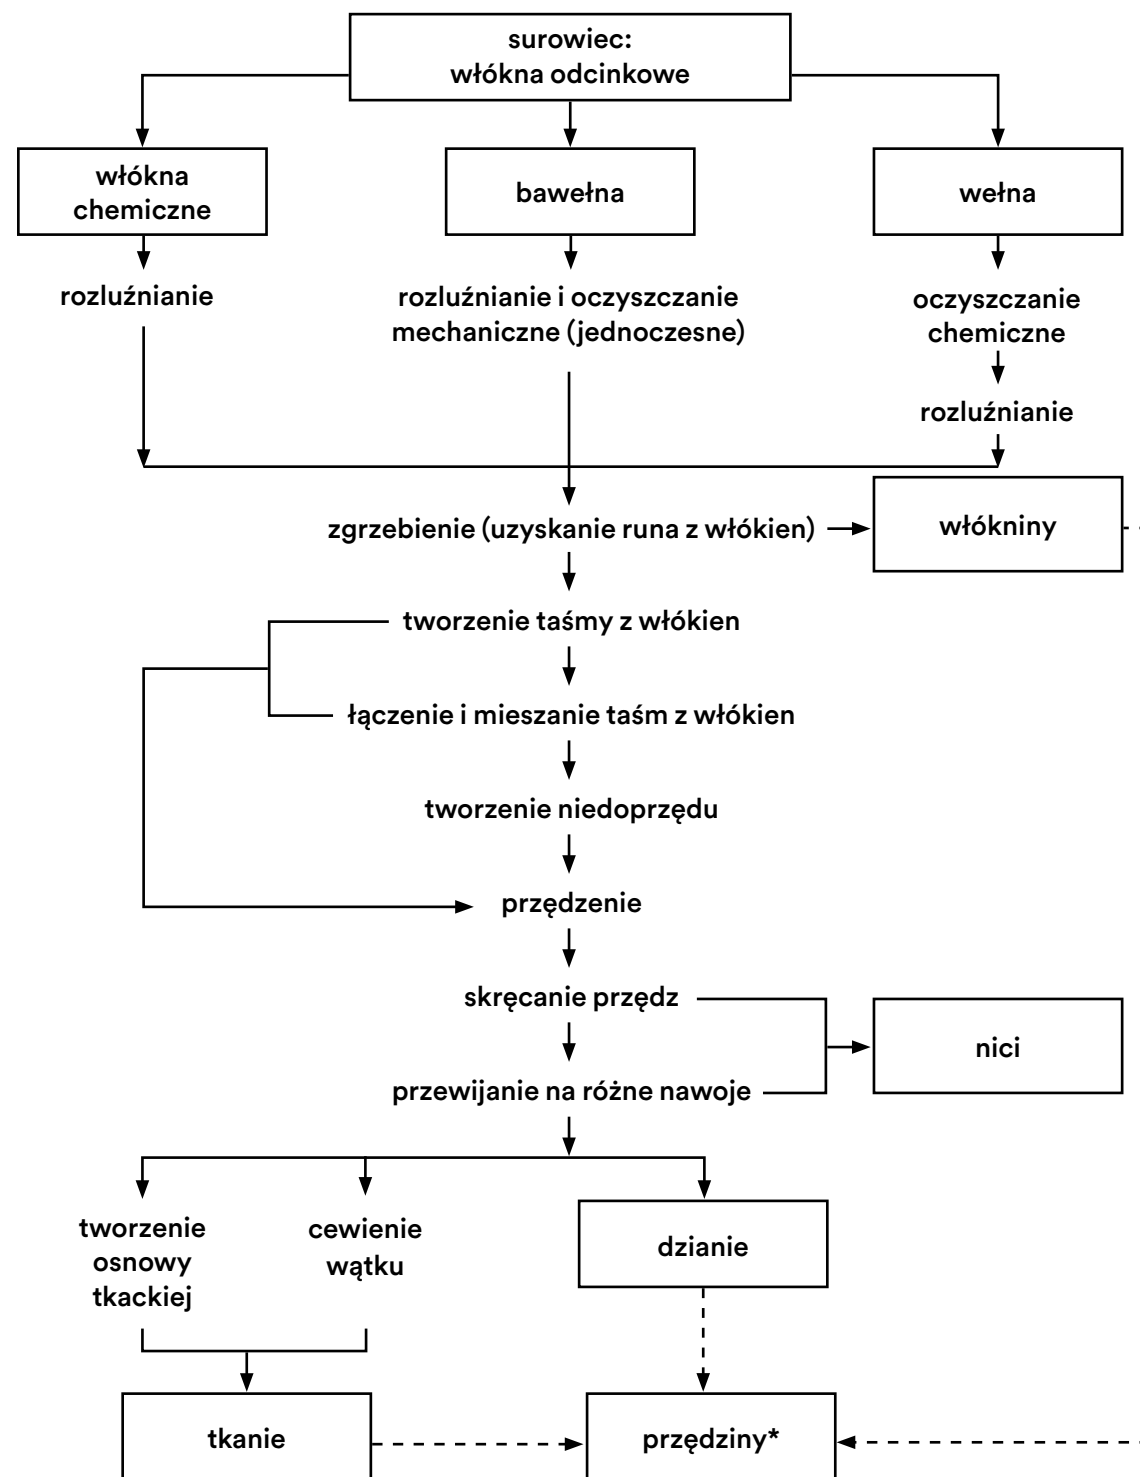 surowiec:
włókna odcinkowe
włókna
chemiczne
bawełna
wełna
rozluźnianie
rozluźnianie i oczyszczanie
mechaniczne (jednoczesne)
oczyszczanie
chemiczne
rozluźnianie
zgrzebienie (uzyskanie runa z włókien)
włókniny
tworzenie taśmy z włókien
łączenie i mieszanie taśm z włókien
tworzenie niedoprzędu
przędzenie
skręcanie przędz
nici
przewijanie na różne nawoje
tworzenie
osnowy
tkackiej
cewienie
wątku
dzianie
tkanie
przędziny*